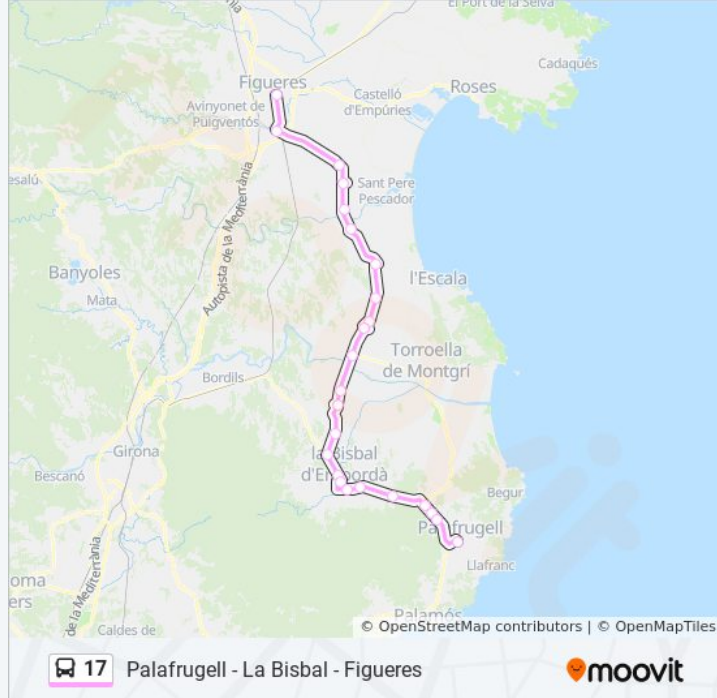 El Port de la Selva
Cadaqués
Figueres
Roses
Castelló
d'Empúries
Avinyonet de
Puigventós
Sant Pere
Pescador
Autopista de la Mediterrània
Banyoles
Mata
l'Escala
Torroella
de Montgrí
Bordils
Girona
la Bisbal
d'Empordà
Bescanó
Begur
Palafrugell
Llafranc
de la Mediterrània
Palamós
Caldes de
© OpenStreetMap contributors | © OpenMapTiles
17 Palafrugell - La Bisbal - Figueres
moovit